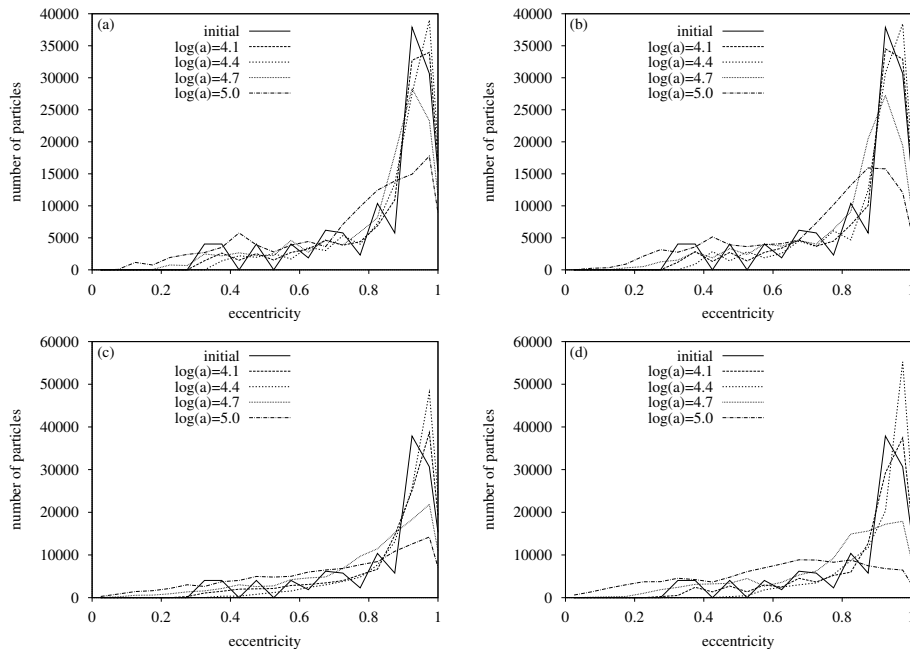 (a)
initial
log(a)=4.1
log(a)=4.4
log(a)=4.7
log(a)=5.0
number of particles
40000
35000
30000
25000
20000
15000
10000
5000
0
0 0.2 0.4 0.6 0.8 1
eccentricity
(b)
initial
log(a)=4.1
log(a)=4.4
log(a)=4.7
log(a)=5.0
number of particles
40000
35000
30000
25000
20000
15000
10000
5000
0
0 0.2 0.4 0.6 0.8 1
eccentricity
(c)
initial
log(a)=4.1
log(a)=4.4
log(a)=4.7
log(a)=5.0
number of particles
60000
50000
40000
30000
20000
10000
0
0 0.2 0.4 0.6 0.8 1
eccentricity
(d)
initial
log(a)=4.1
log(a)=4.4
log(a)=4.7
log(a)=5.0
number of particles
60000
50000
40000
30000
20000
10000
0
0 0.2 0.4 0.6 0.8 1
eccentricity